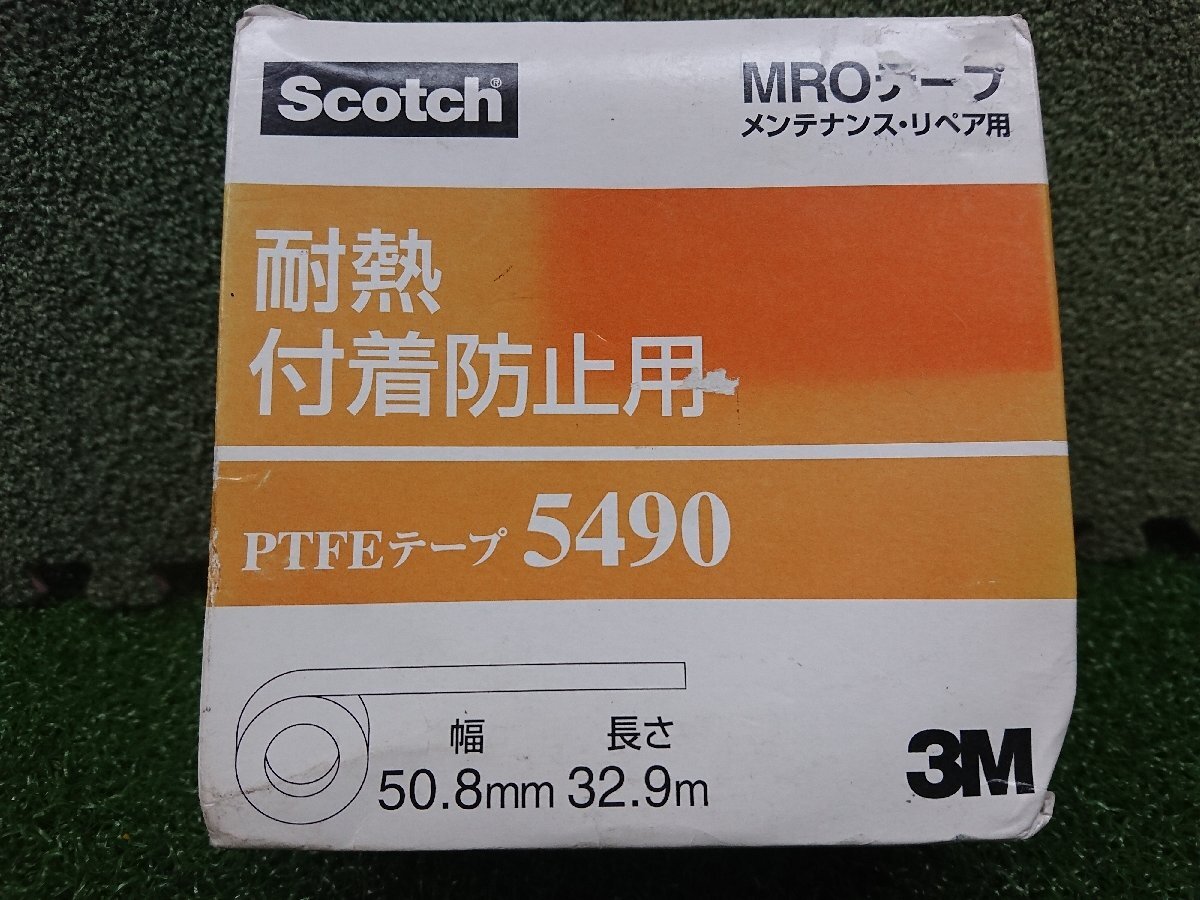 Scotch®
MROテープ
メンテナンス・リペア用
耐熱
付着防止用
PTFEテープ 5490
幅 長さ
50.8mm 32.9m
3M